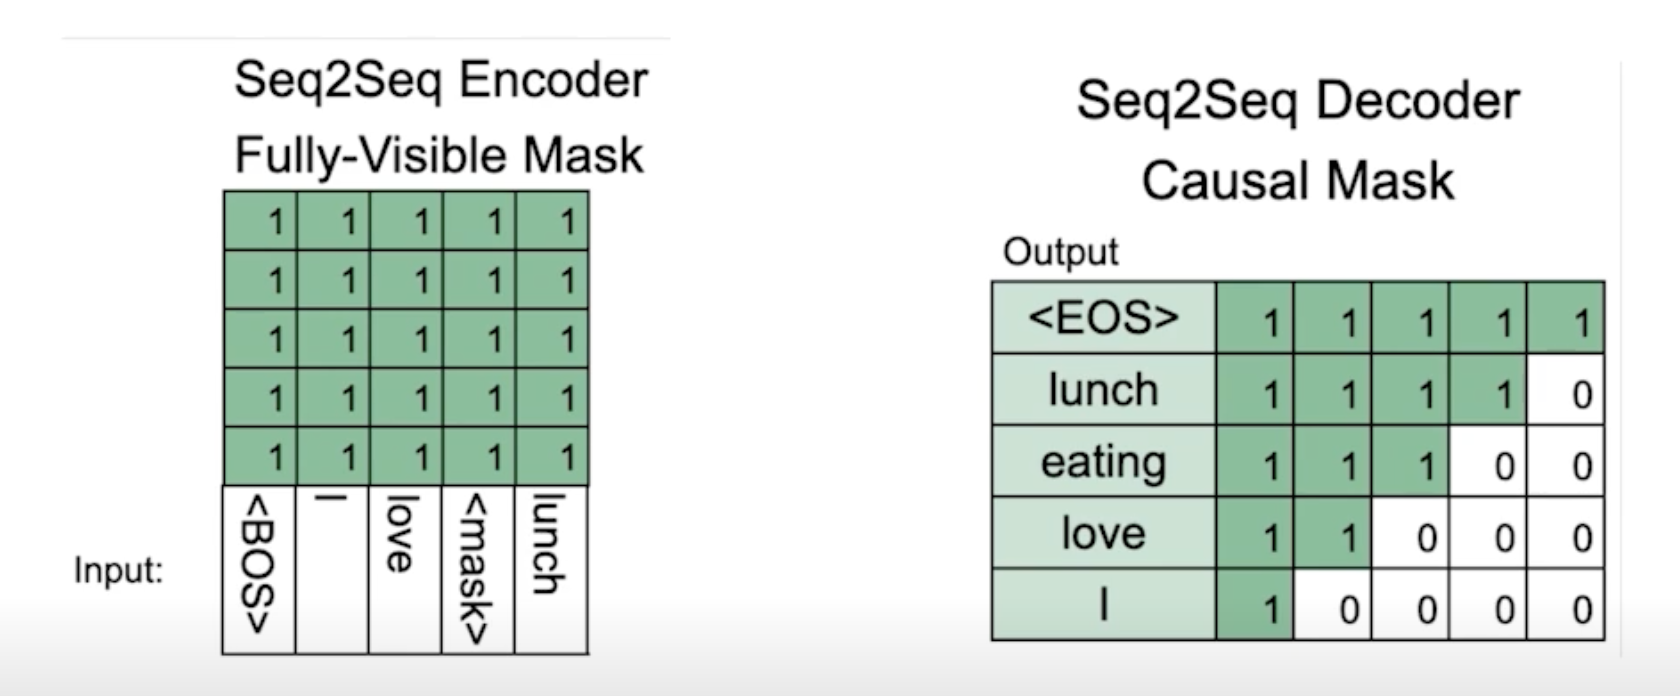 Seq2Seq Encoder
Fully-Visible Mask
1 1 1 1 1
1 1 1 1 1
1 1 1 1 1
1 1 1 1 1
1 1 1 1 1
Input:
<BOS>
I
love
<mask>
lunch
Seq2Seq Decoder
Causal Mask
Output
<EOS> 1 1 1 1 1
lunch 1 1 1 1 0
eating 1 1 1 0 0
love 1 1 0 0 0
I 1 0 0 0 0